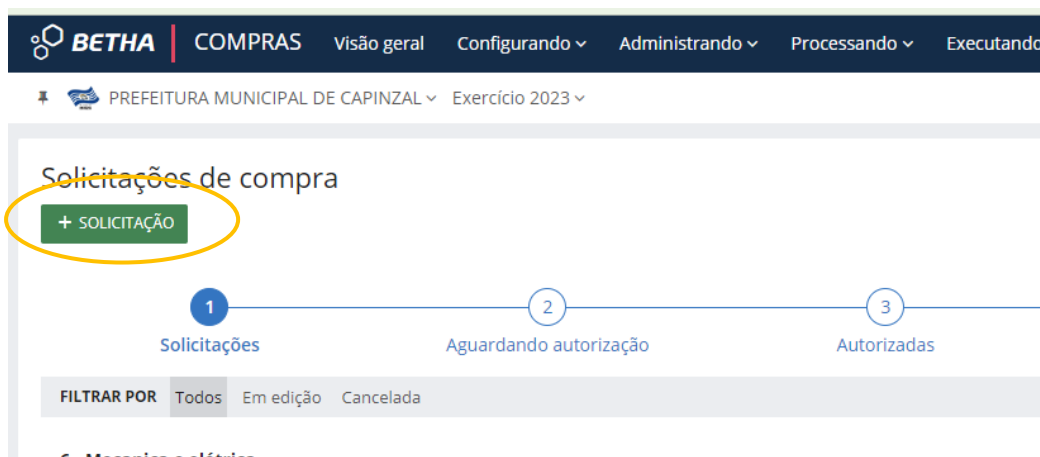 BETHA COMPRAS Visão geral Configurando Administrando Processando Executando
PREFEITURA MUNICIPAL DE CAPINZAL Exercício 2023
Solicitações de compra
+ SOLICITAÇÃO
1 2 3
Solicitações Aguardando autorização Autorizadas
FILTRAR POR Todos Em edição Cancelada